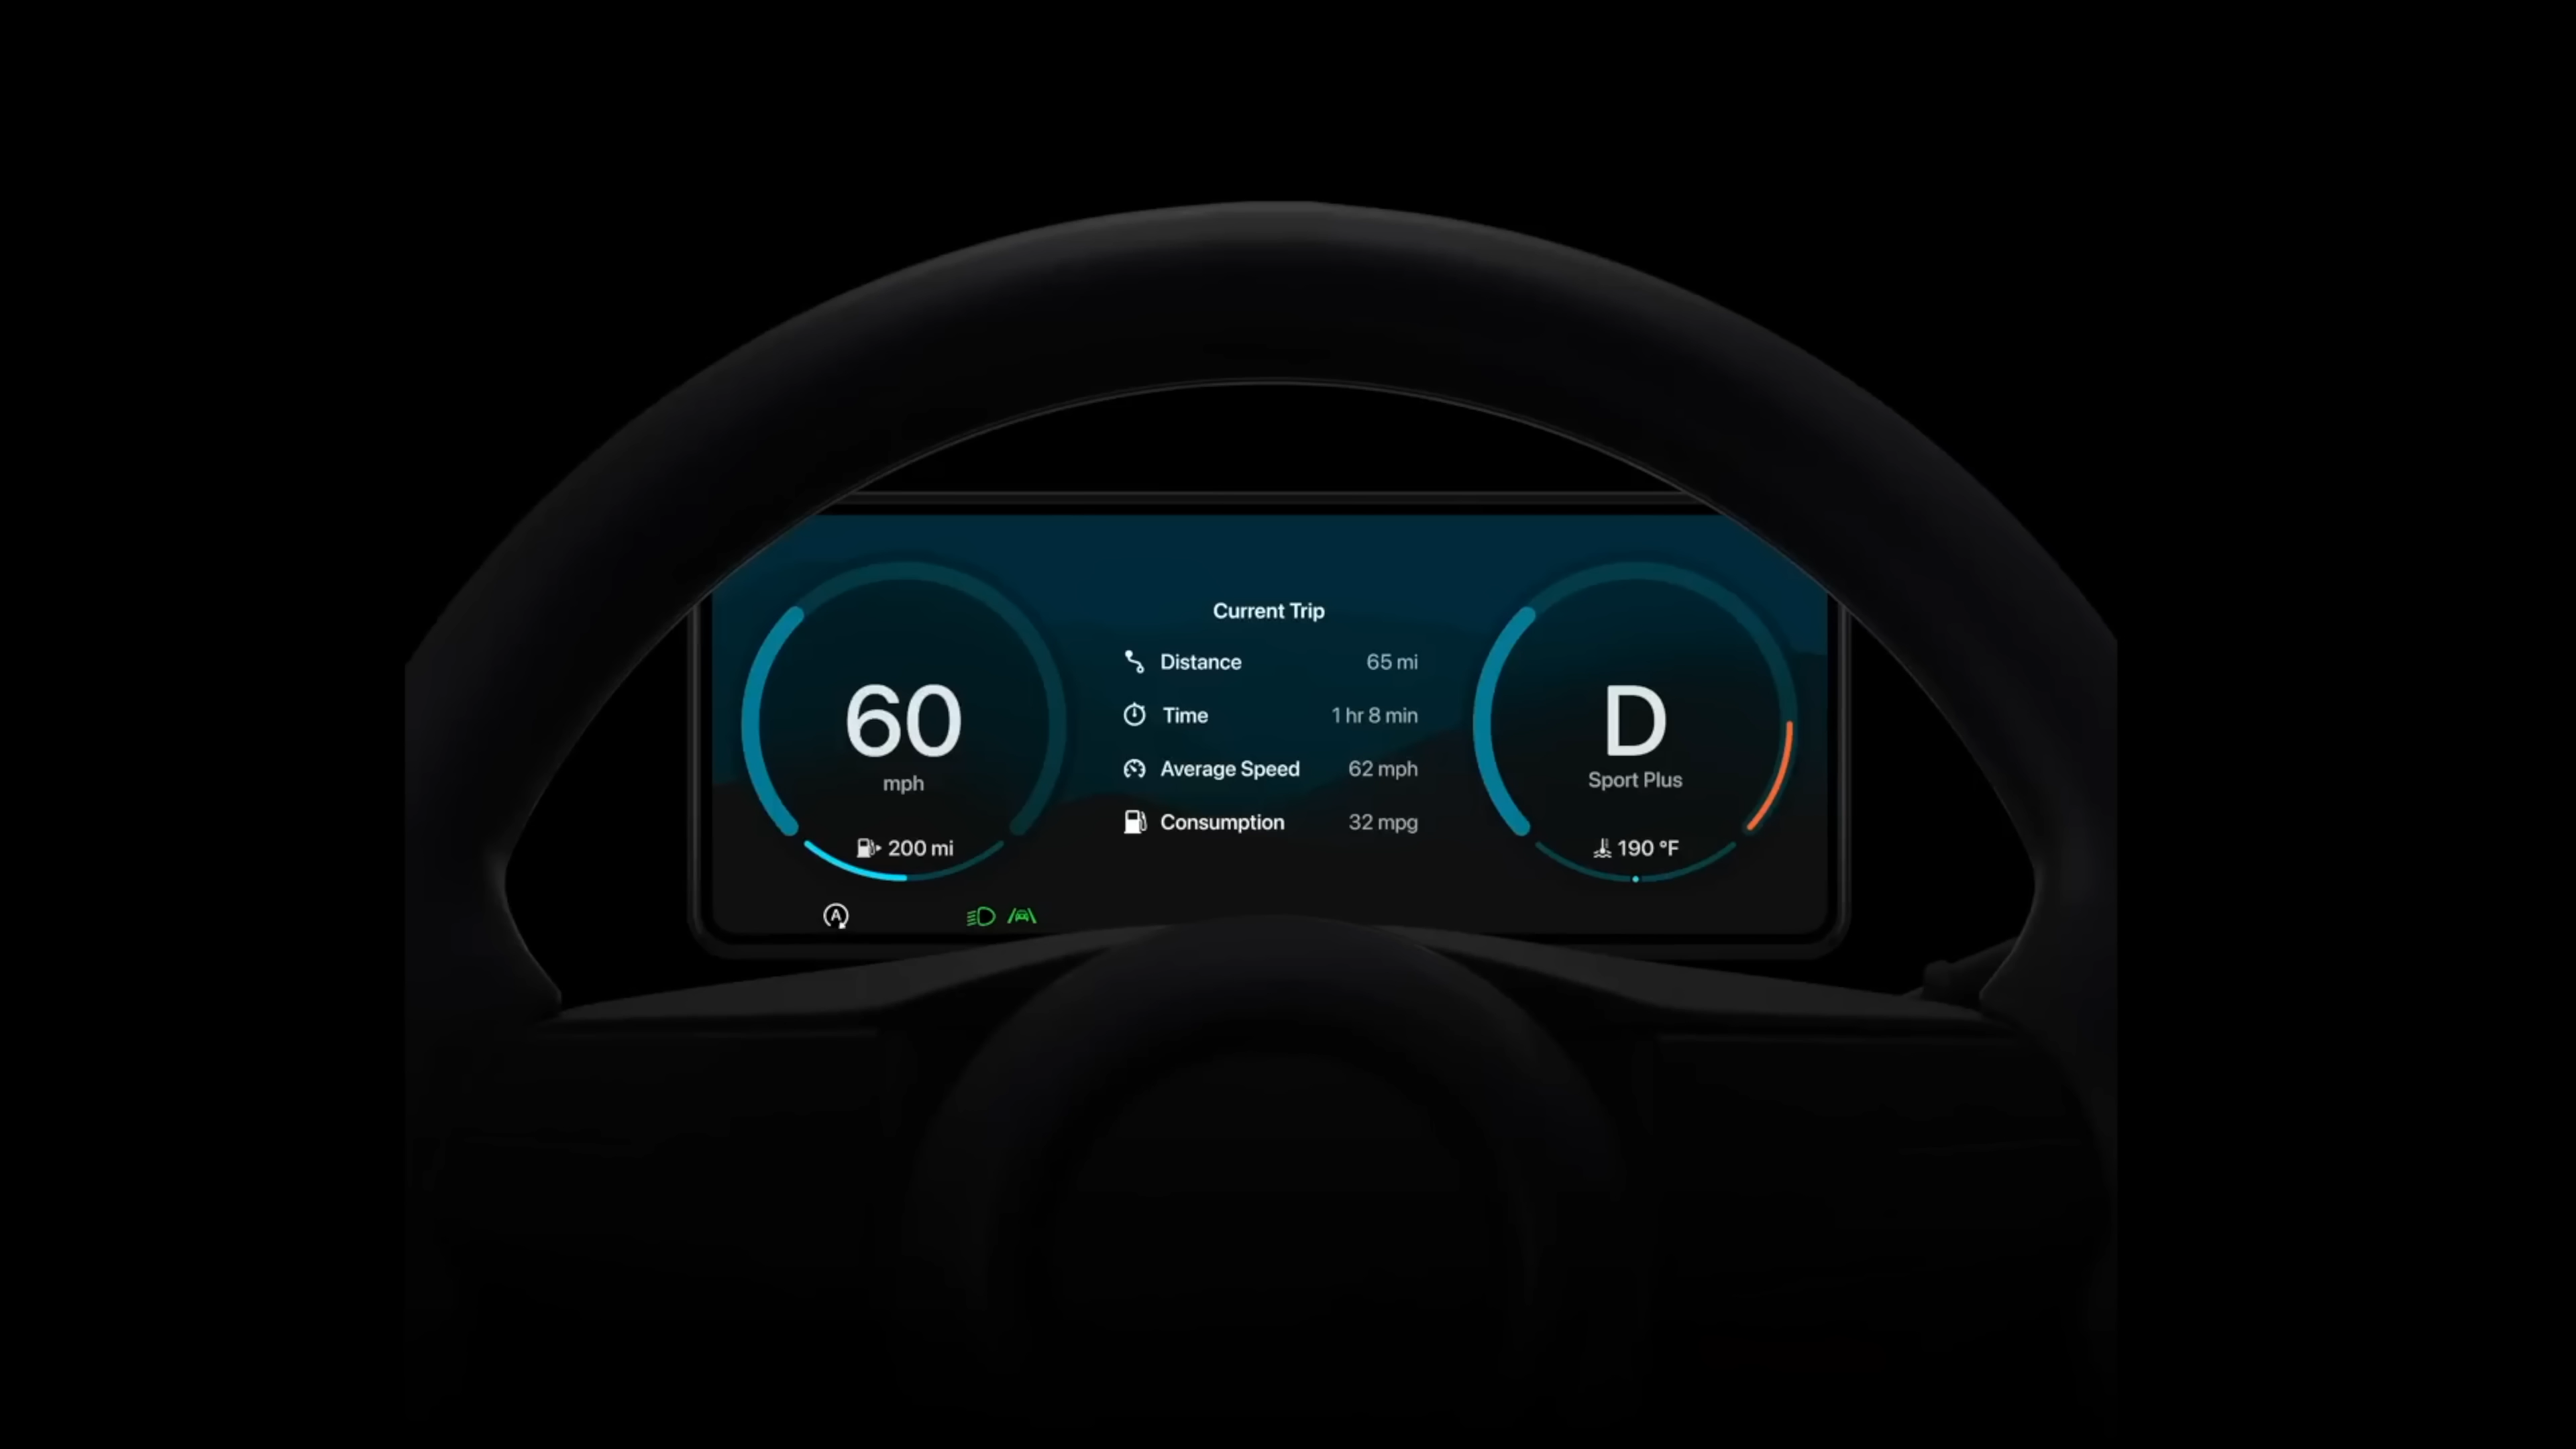 60
mph
200 mi
A
Current Trip
Distance 65 mi
Time 1 hr 8 min
Average Speed 62 mph
Consumption 32 mpg
D
Sport Plus
190 °F